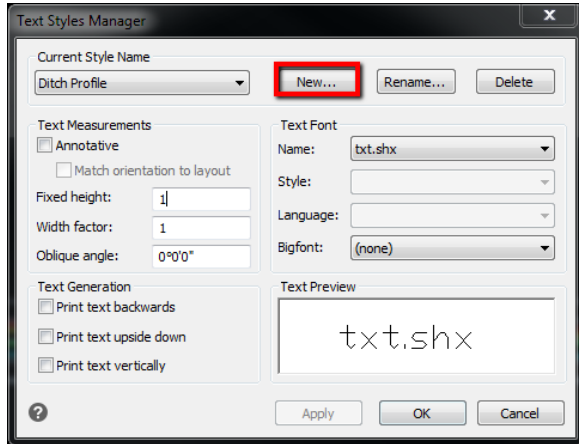 Text Styles Manager
x
Current Style Name
Ditch Profile
New...
Rename...
Delete
Text Measurements
Annotative
Match orientation to layout
Fixed height: 1
Width factor: 1
Oblique angle: 0°0'0"
Text Font
Name: txt.shx
Style:
Language:
Bigfont: (none)
Text Generation
Print text backwards
Print text upside down
Print text vertically
Text Preview
txt.shx
?
Apply
OK
Cancel